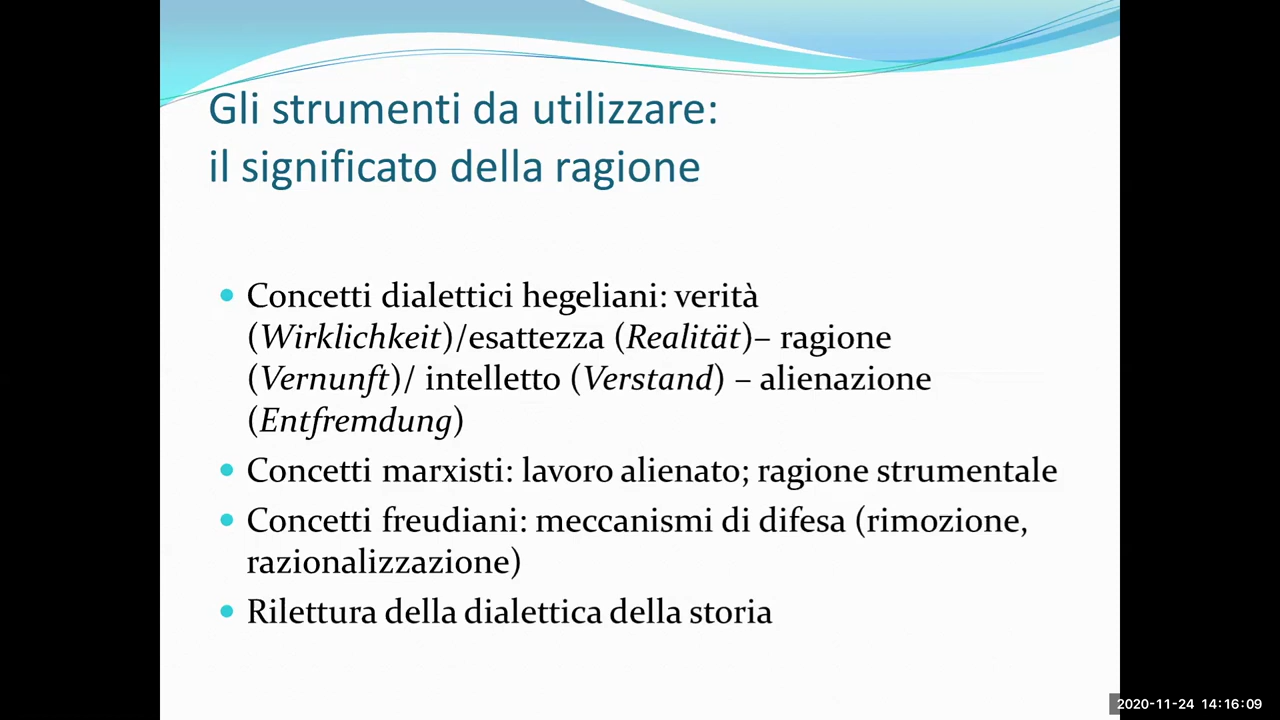 Gli strumenti da utilizzare:
il significato della ragione
Concetti dialettici hegeliani: verità
(Wirklichkeit)/esattezza (Realität)– ragione
(Vernunft)/ intelletto (Verstand) – alienazione
(Entfremdung)
Concetti marxisti: lavoro alienato; ragione strumentale
Concetti freudiani: meccanismi di difesa (rimozione,
razionalizzazione)
Rilettura della dialettica della storia
2020-11-24 14:16:09